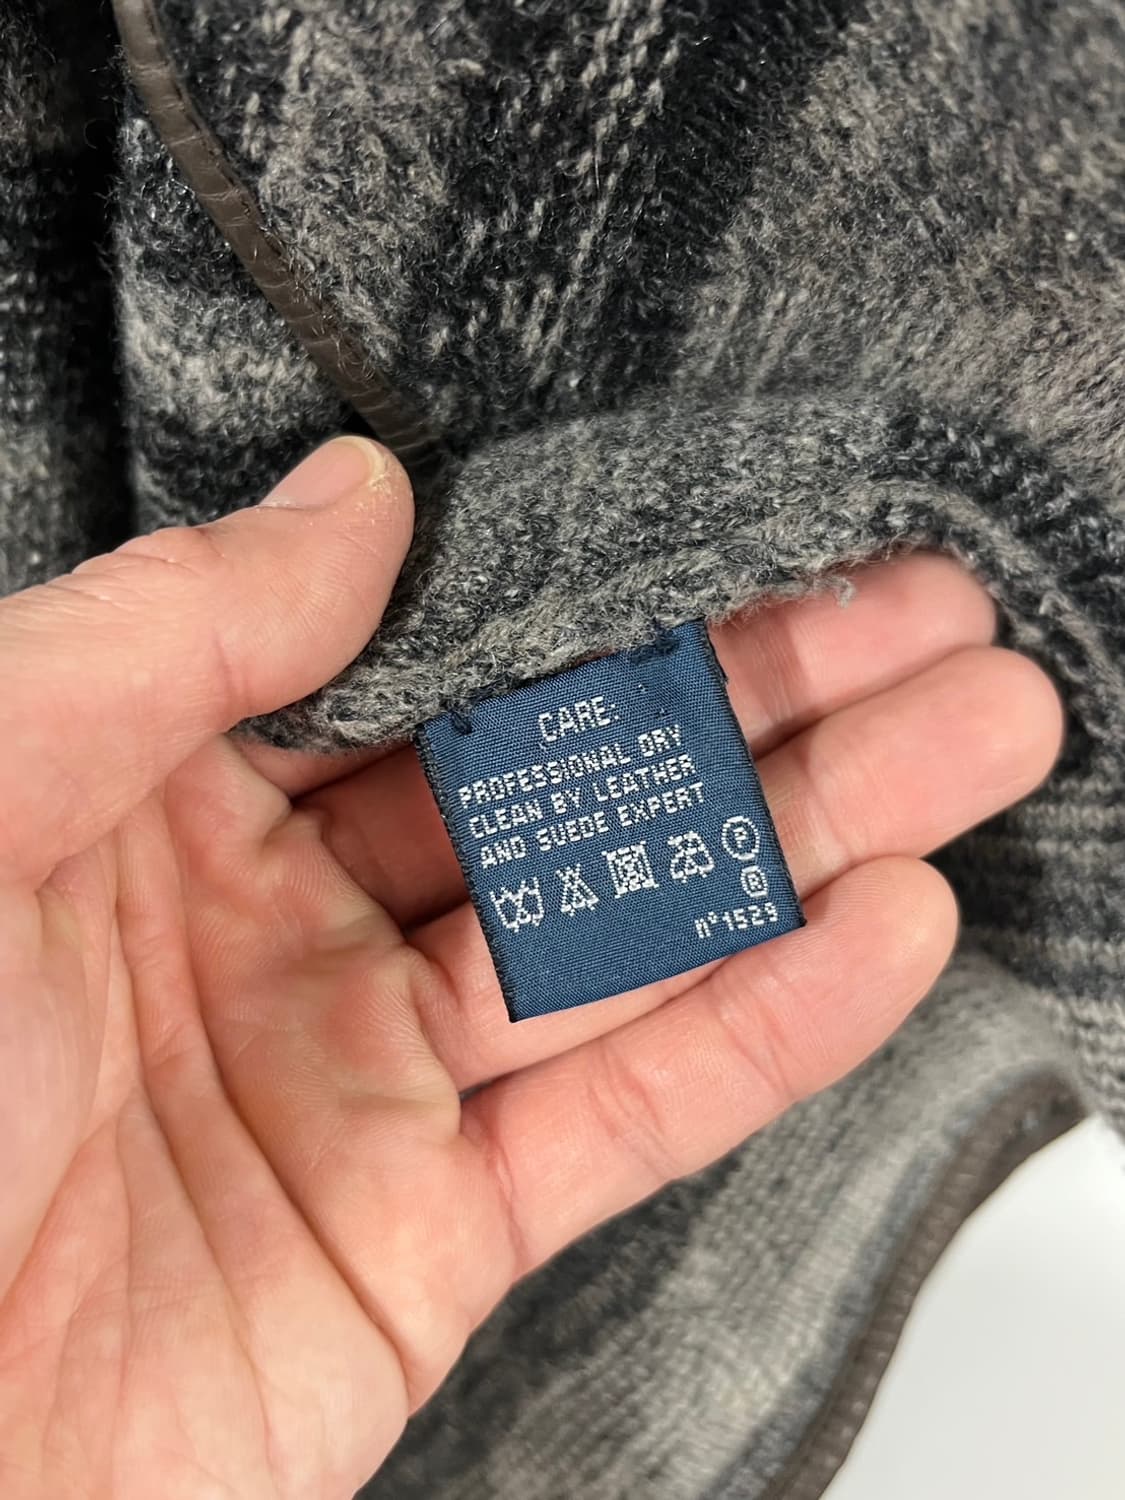 CARE:
PROFESSIONAL DRY
CLEAN BY LEATHER
AND SUEDE EXPERT
P
R
n°1529